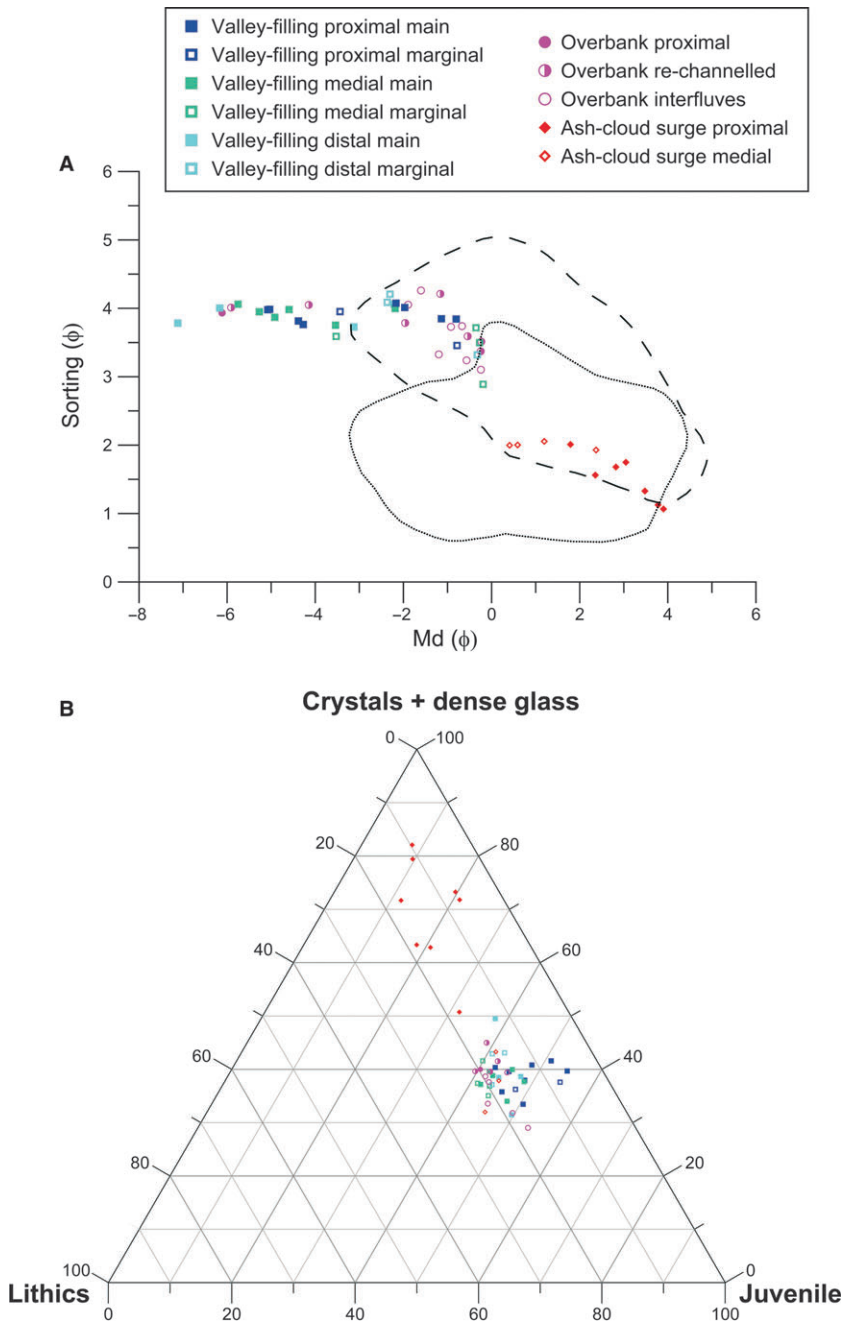 Valley-filling proximal main
Valley-filling proximal marginal
Valley-filling medial main
Valley-filling medial marginal
Valley-filling distal main
Valley-filling distal marginal
Overbank proximal
Overbank re-channelled
Overbank interfluves
Ash-cloud surge proximal
Ash-cloud surge medial
A
6
5
4
3
2
1
0
Sorting (ϕ)
−8 −6 −4 −2 0 2 4 6
Md (ϕ)
B
Crystals + dense glass
0 100
20 80
40 60
60 40
80 20
100 0
Lithics Juvenile
0 20 40 60 80 100